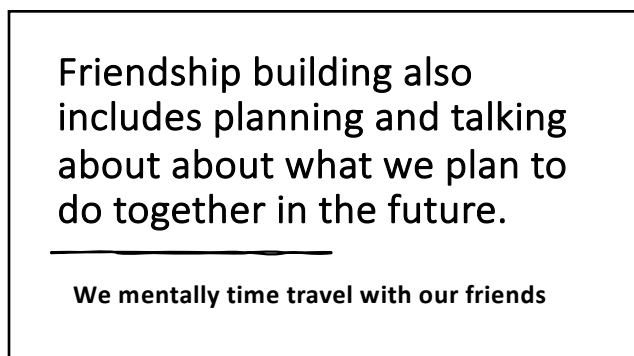 Friendship building also
includes planning and talking
about about what we plan to
do together in the future.
We mentally time travel with our friends